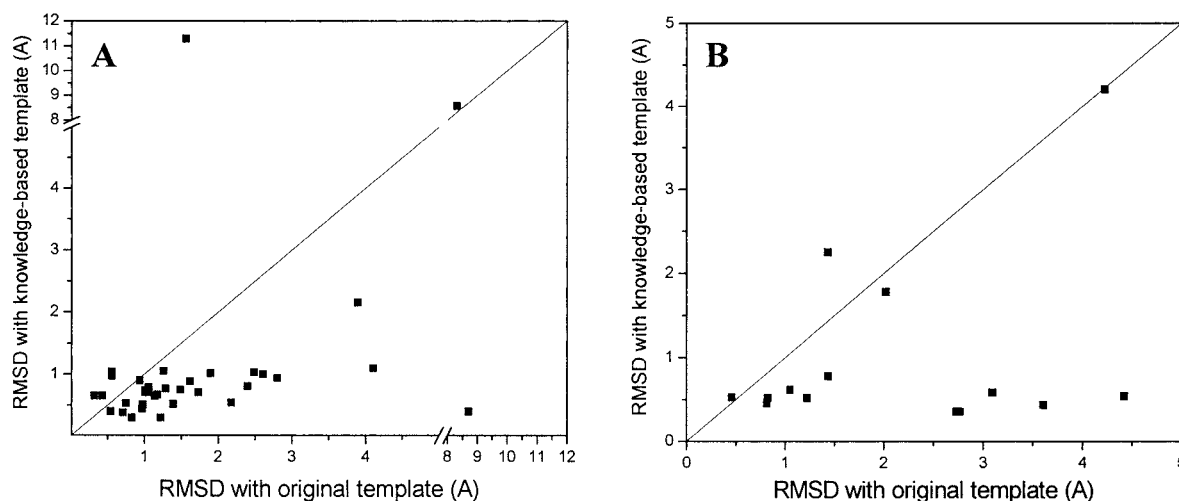 A
RMSD with knowledge-based template (A)
12
11
10
9
8
4
3
2
1
1 2 3 4 8 9 10 11 12
RMSD with original template (A)
B
RMSD with knowledge-based template (A)
5
4
3
2
1
0
0 1 2 3 4 5
RMSD with original template (A)